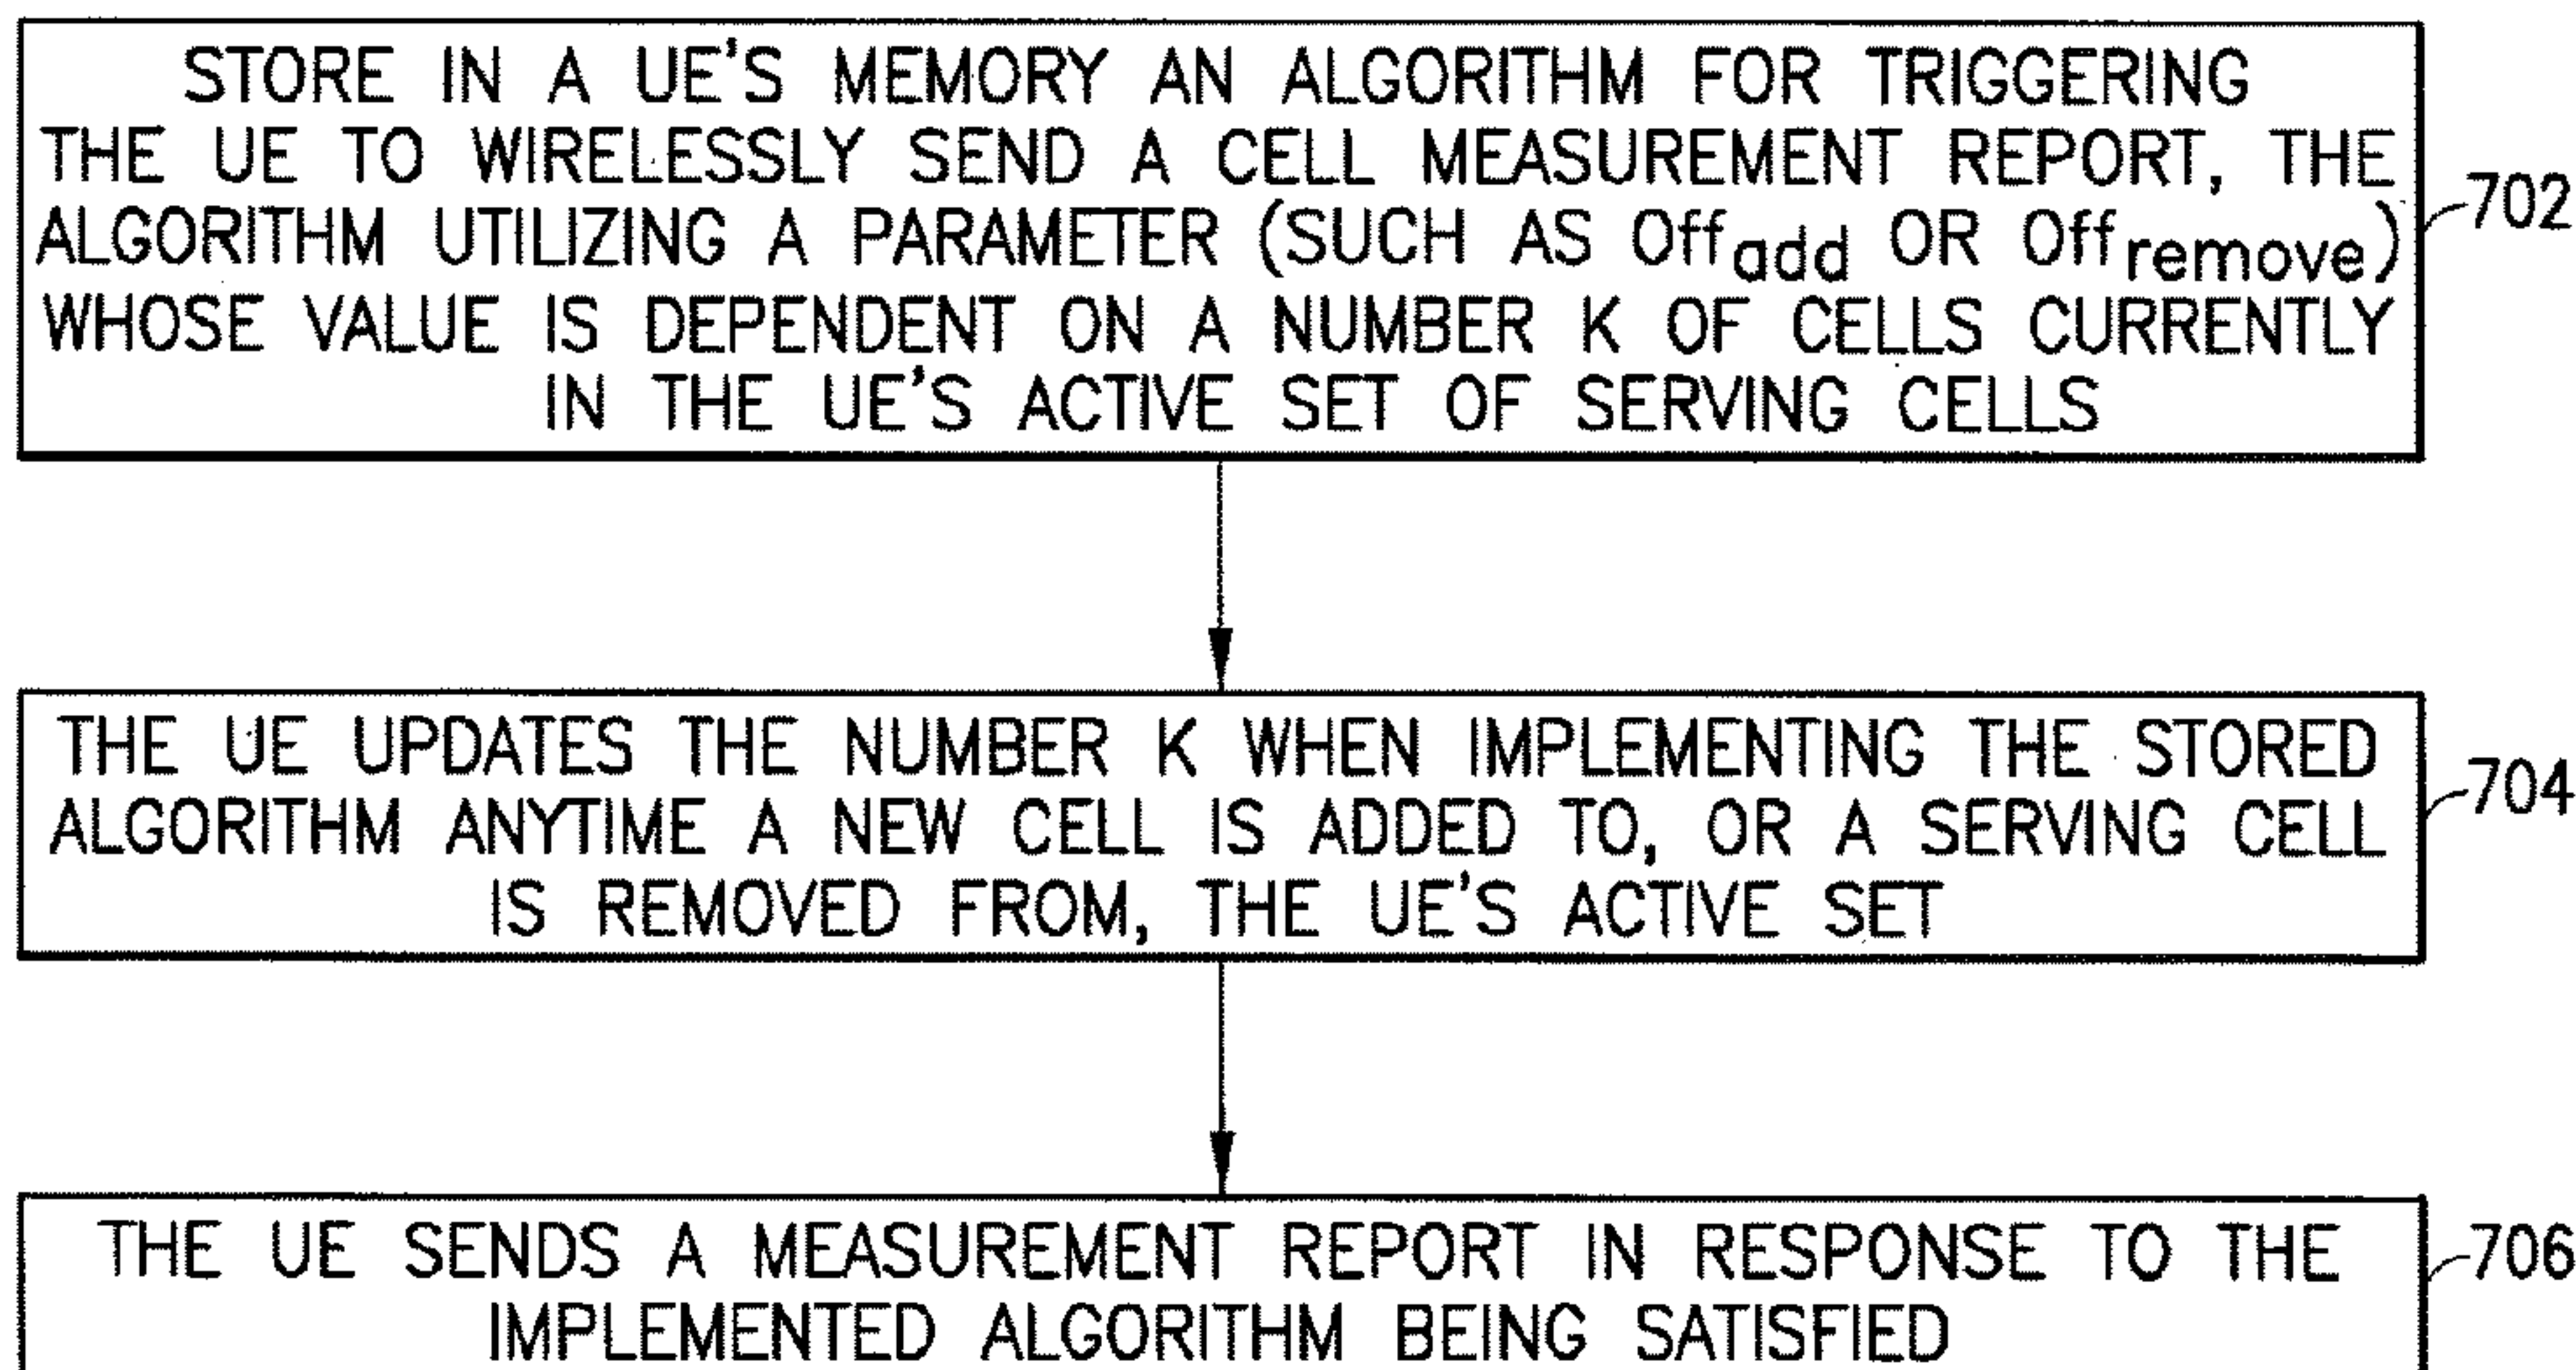 STORE IN A UE'S MEMORY AN ALGORITHM FOR TRIGGERING
THE UE TO WIRELESSLY SEND A CELL MEASUREMENT REPORT, THE
ALGORITHM UTILIZING A PARAMETER (SUCH AS Off add OR Off remove)
WHOSE VALUE IS DEPENDENT ON A NUMBER K OF CELLS CURRENTLY
IN THE UE'S ACTIVE SET OF SERVING CELLS
702
THE UE UPDATES THE NUMBER K WHEN IMPLEMENTING THE STORED
ALGORITHM ANYTIME A NEW CELL IS ADDED TO, OR A SERVING CELL
IS REMOVED FROM, THE UE'S ACTIVE SET
704
THE UE SENDS A MEASUREMENT REPORT IN RESPONSE TO THE
IMPLEMENTED ALGORITHM BEING SATISFIED
706